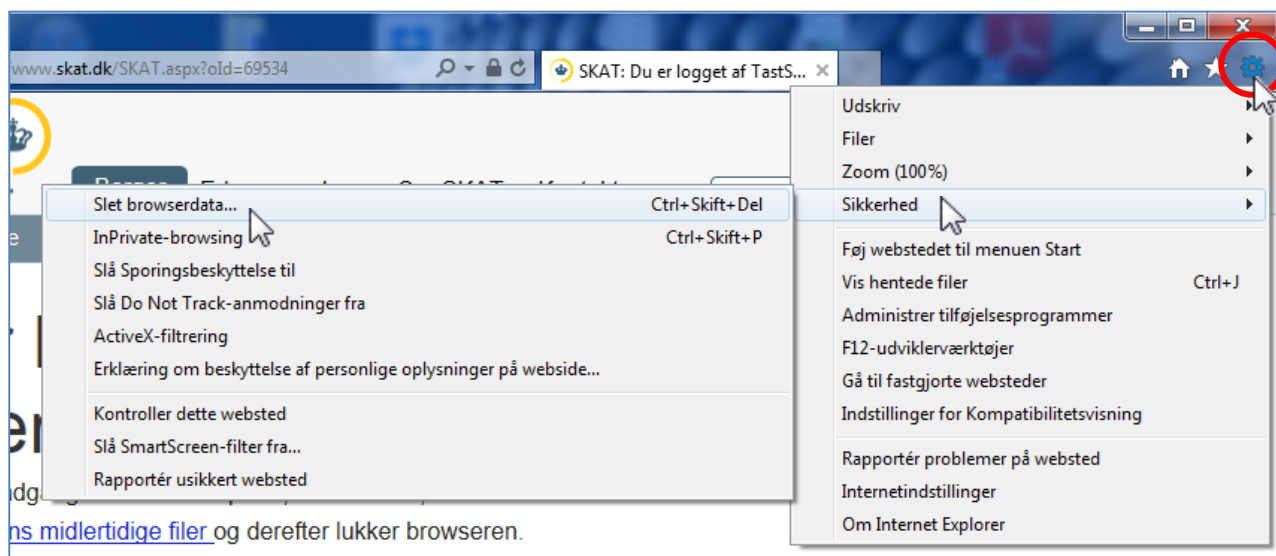 www.skat.dk/SKAT.aspx?oId=69534
SKAT: Du er logget af TastS...
Udskriv
Filer
Zoom (100%)
Sikkerhed
Føj webstedet til menuen Start
Vis hentede filer Ctrl+J
Administrer tilføjelsesprogrammer
F12-udviklerværktøjer
Gå til fastgjorte websteder
Indstillinger for Kompatibilitetsvisning
Rapportér problemer på websted
Internetindstillinger
Om Internet Explorer
Slet browserdata... Ctrl+Skift+Del
InPrivate-browsing Ctrl+Skift+P
Slå Sporingsbeskyttelse til
Slå Do Not Track-anmodninger fra
ActiveX-filtrering
Erklæring om beskyttelse af personlige oplysninger på webside...
Kontroller dette websted
Slå SmartScreen-filter fra...
Rapportér usikkert websted
ns midlertidige filer og derefter lukker browseren.